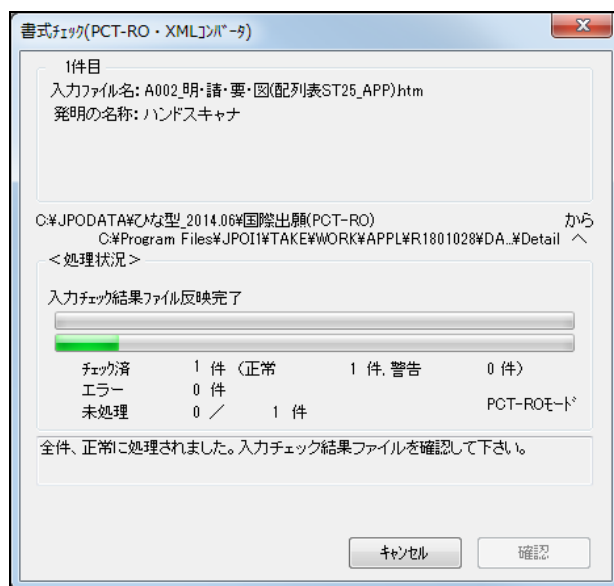 書式ﾁｪｯｸ(PCT-RO・XMLｺﾝﾊﾞｰﾀ)
1件目
入力ﾌｧｲﾙ名: A002_明・請・要・図(配列表ST25_APP).htm
発明の名称: ハンドスキャナ
C:¥JPODATA¥ひな型_2014.06¥国際出願(PCT-RO) から
C:¥Program Files¥JPOI1¥TAKE¥WORK¥APPL¥R1801028¥DA...¥Detail へ
＜処理状況＞
入力ﾁｪｯｸ結果ﾌｧｲﾙ反映完了
ﾁｪｯｸ済 1 件 (正常 1 件, 警告 0 件)
エラー 0 件
未処理 0 ／ 1 件 PCT-ROﾓｰﾄﾞ
全件、正常に処理されました。入力チェック結果ファイルを確認して下さい。
ｷｬﾝｾﾙ 確認